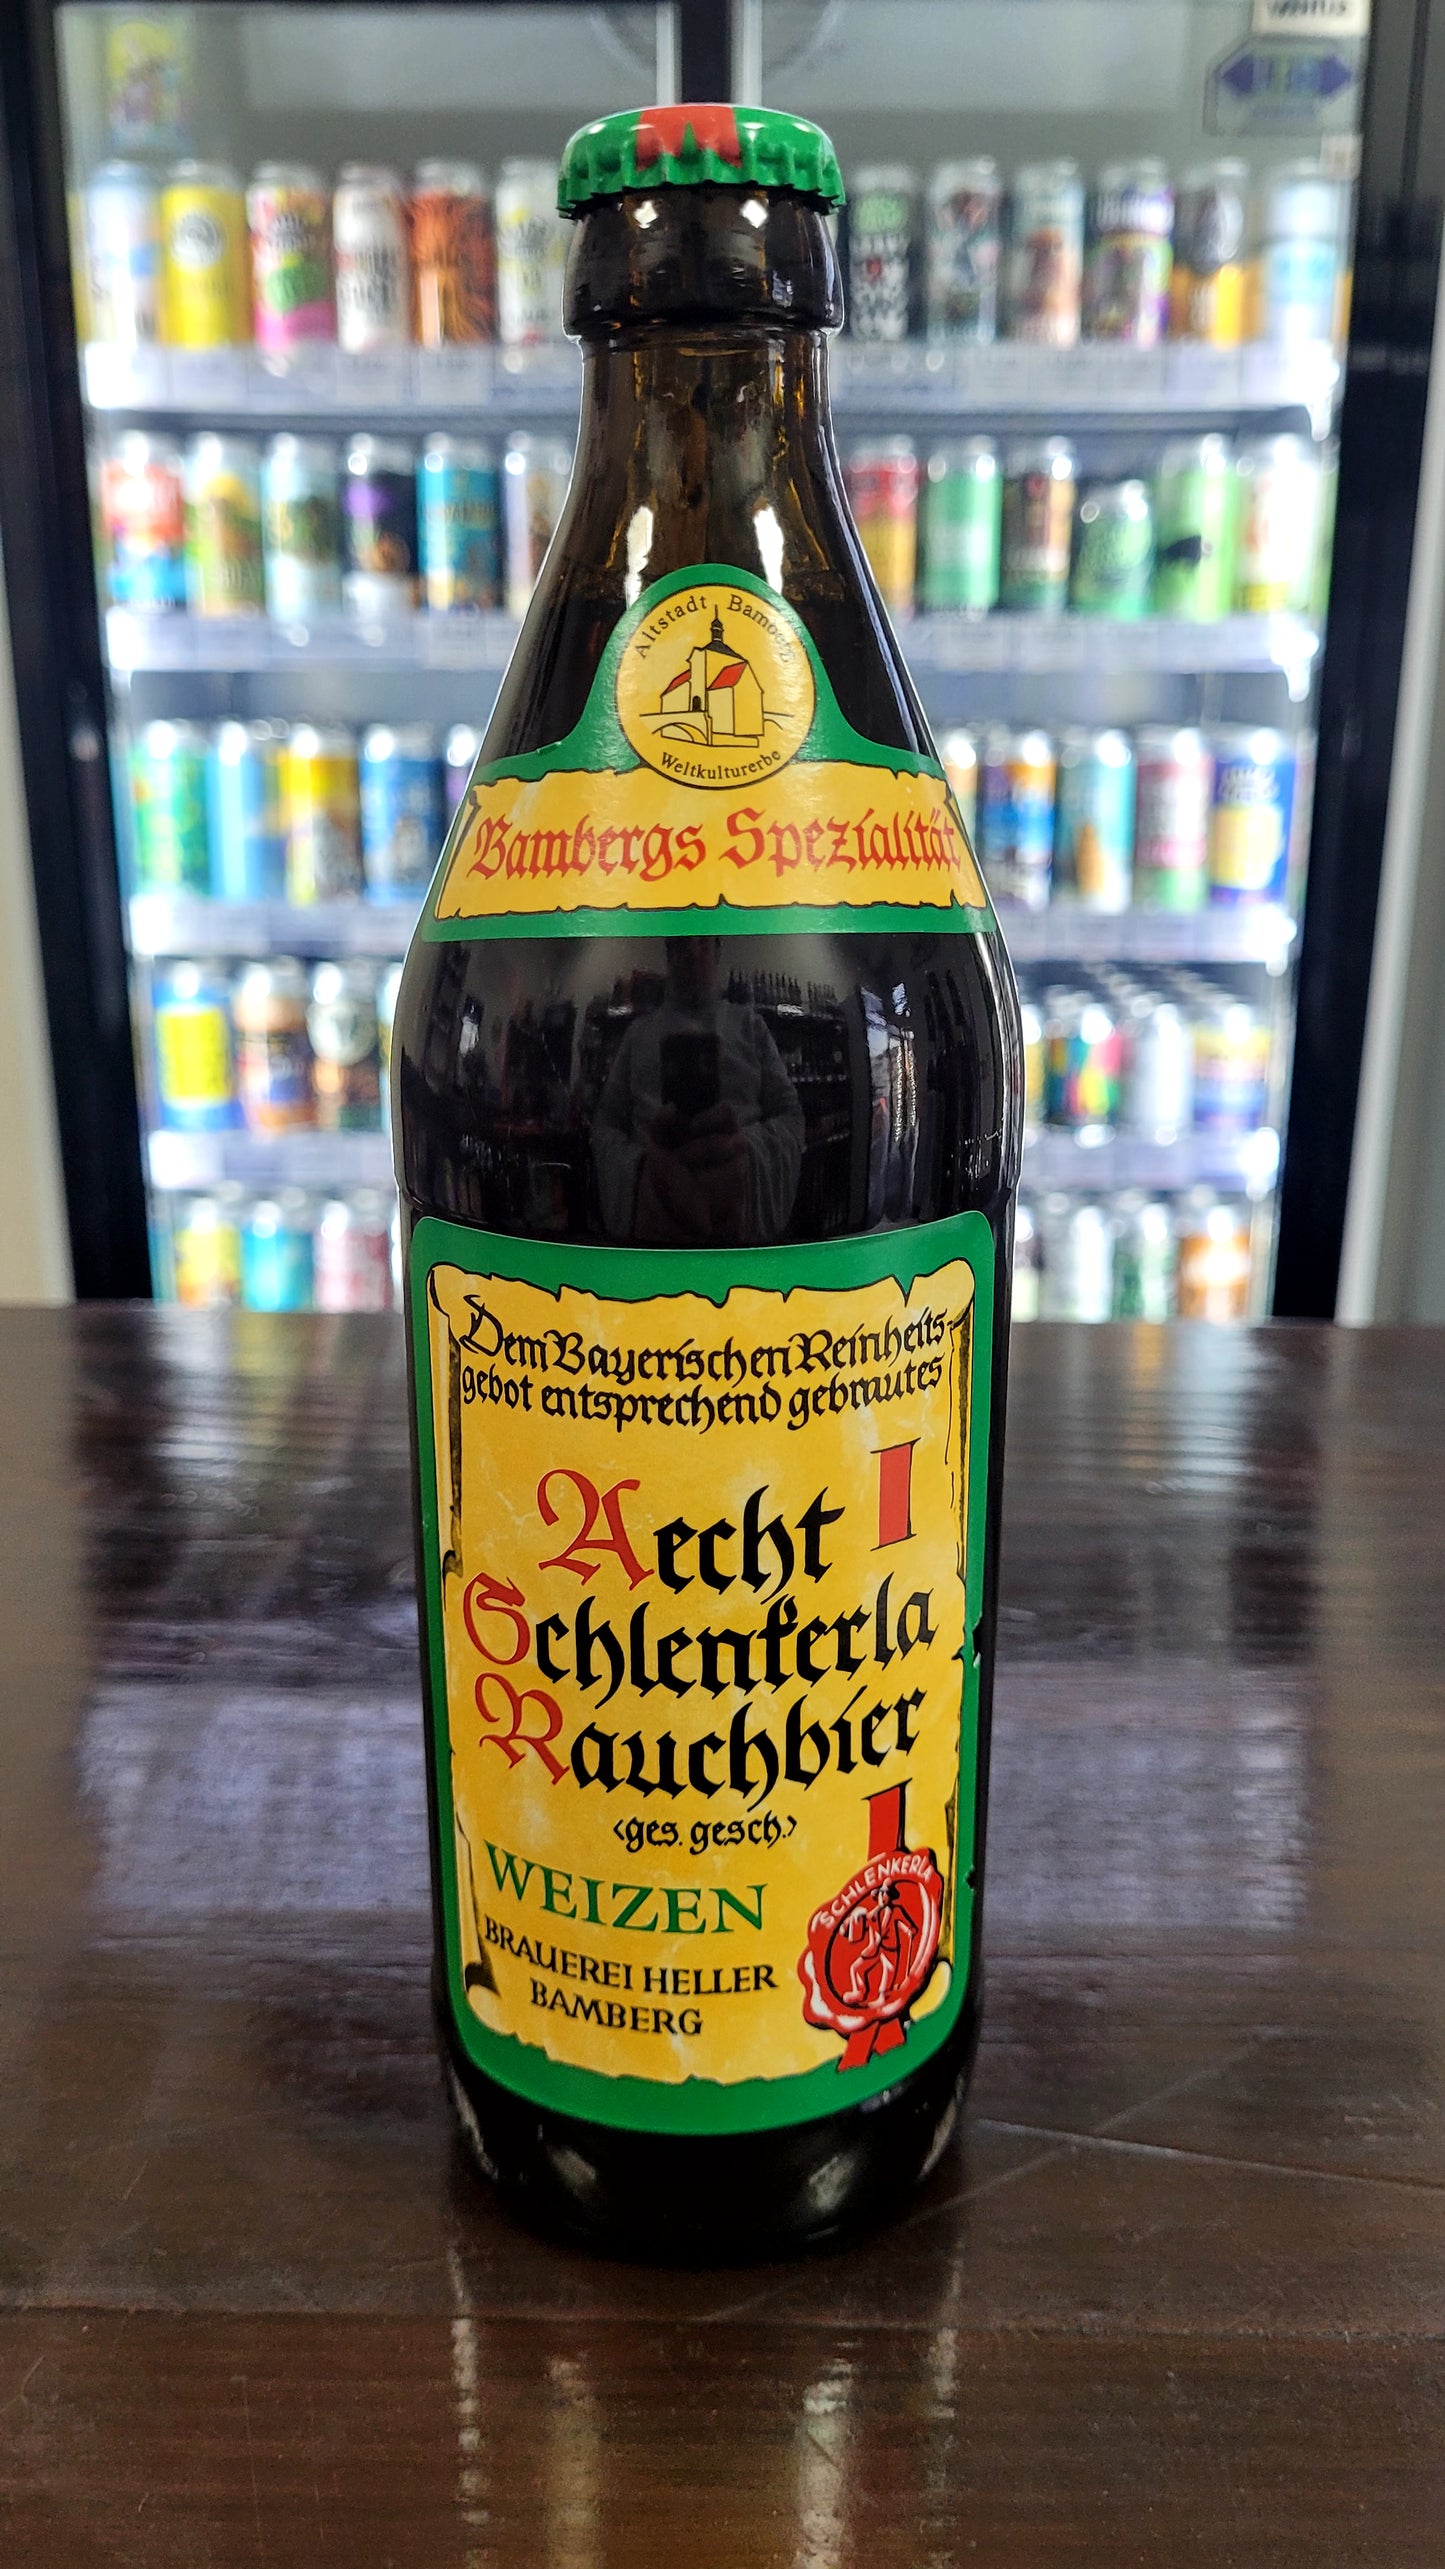 Altstadt Bamberg
Weltkulturerbe
Bambergs Spezialität
Dem Bayerischen Reinheits-
gebot entsprechend gebrautes
Aecht
Schlenkerla
Rauchbier
<ges. gesch.>
WEIZEN
BRAUEREI HELLER
BAMBERG
SCHLENKERLA